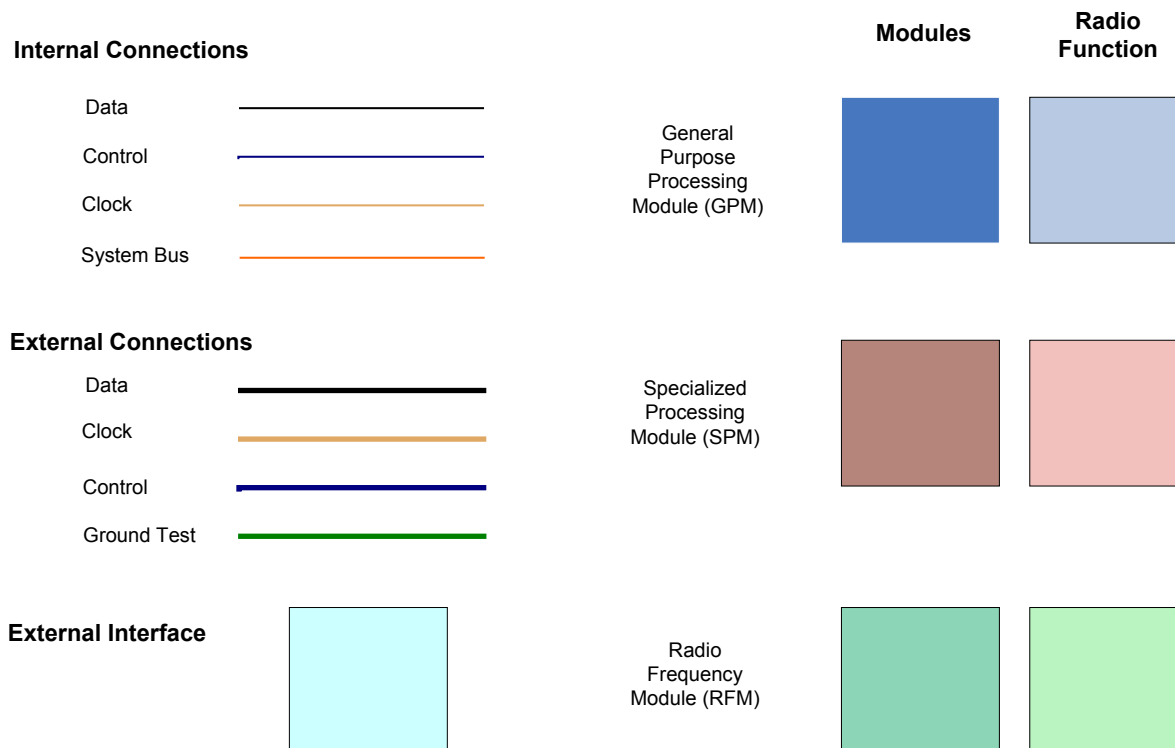 Internal Connections
Data
Control
Clock
System Bus
External Connections
Data
Clock
Control
Ground Test
External Interface
Modules
Radio
Function
General
Purpose
Processing
Module (GPM)
Specialized
Processing
Module (SPM)
Radio
Frequency
Module (RFM)